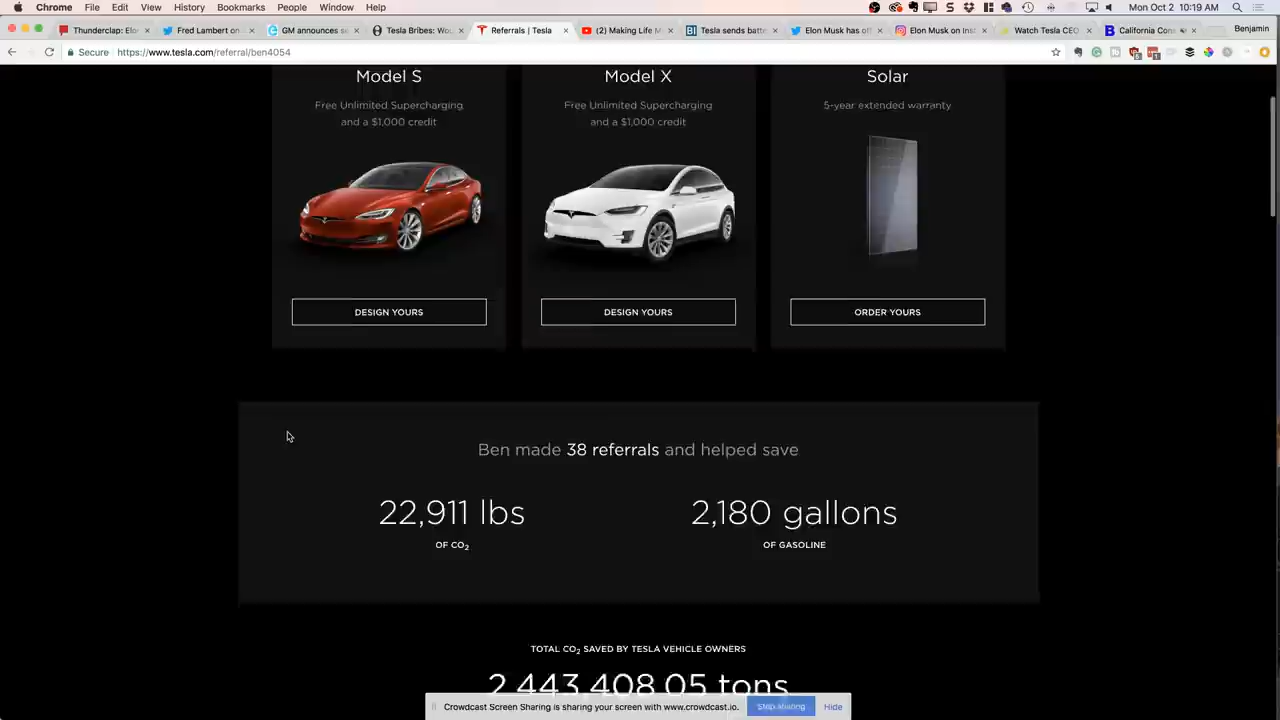 Chrome File Edit View History Bookmarks People Window Help Mon Oct 2 10:19 AM
Thunderclap: Elo Fred Lambert on GM announces se Tesla Bribes: Wou Referrals | Tesla (2) Making Life M Tesla sends batte Elon Musk has off Elon Musk on Inst Watch Tesla CEO California Cons Benjamin
Secure https://www.tesla.com/referral/ben4054
Model S Model X Solar
Free Unlimited Supercharging Free Unlimited Supercharging 5-year extended warranty
and a $1,000 credit and a $1,000 credit
DESIGN YOURS DESIGN YOURS ORDER YOURS
Ben made 38 referrals and helped save
22,911 lbs 2,180 gallons
OF CO2 OF GASOLINE
TOTAL CO2 SAVED BY TESLA VEHICLE OWNERS
2,443,408.05 tons
Crowdcast Screen Sharing is sharing your screen with www.crowdcast.io. Stop sharing Hide